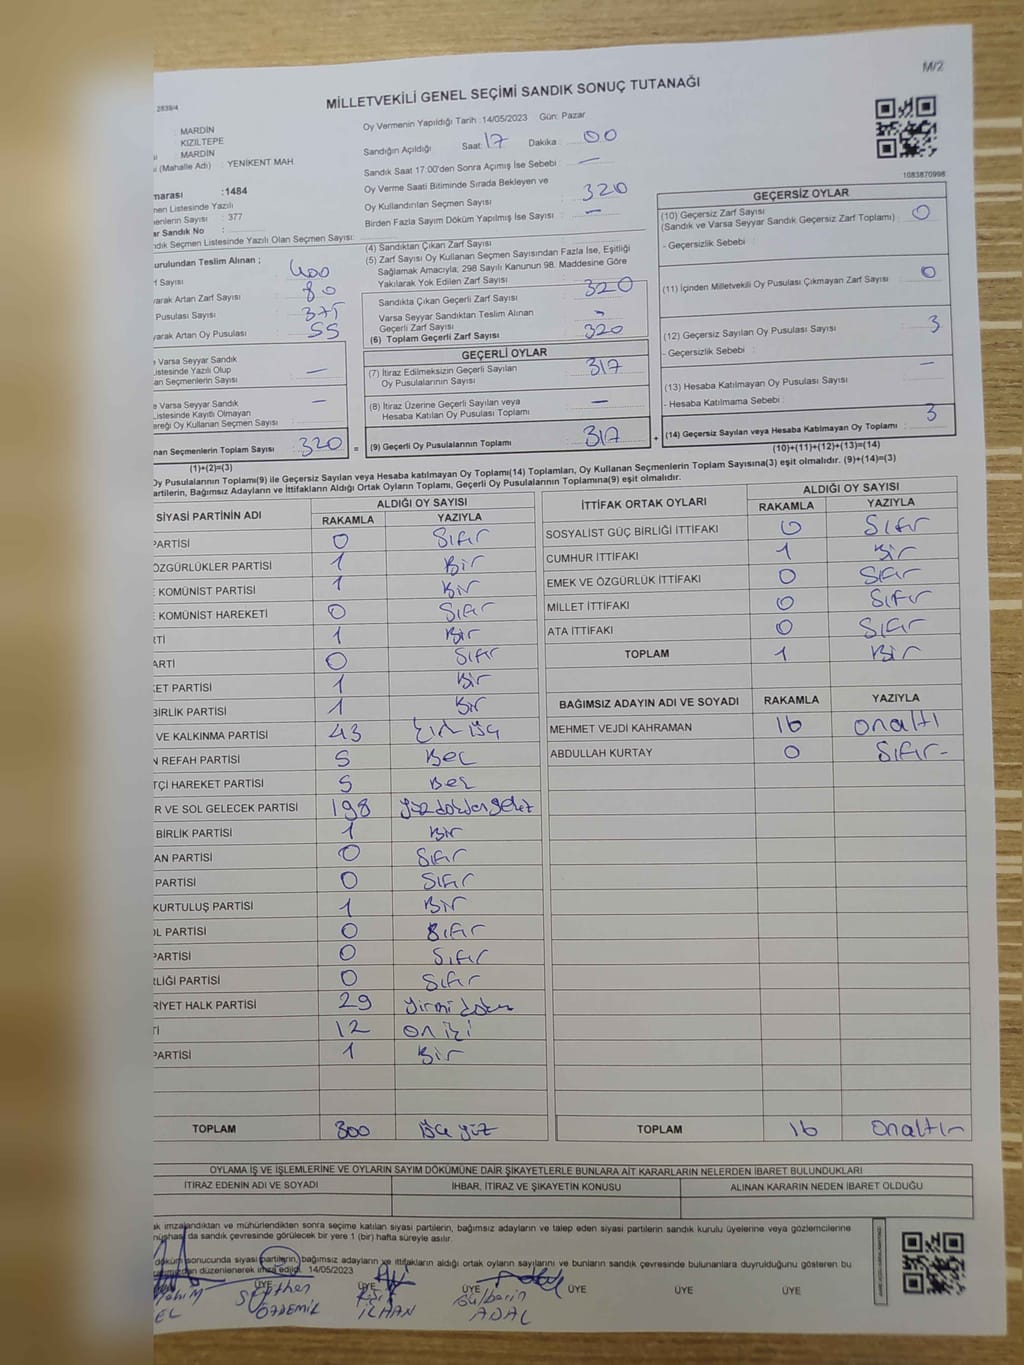 M/2
2839/4
MİLLETVEKİLİ GENEL SEÇİMİ SANDIK SONUÇ TUTANAĞI
: MARDİN
KIZILTEPE
: MARDİN
(Mahalle Adı) : YENİKENT MAH
Oy Vermenin Yapıldığı Tarih :14/05/2023 Gün: Pazar
Sandığın Açıldığı Saat: 17 Dakika : 00
Sandık Saat 17:00'den Sonra Açımış İse Sebebi : —
Oy Verme Saati Bitiminde Sırada Bekleyen ve
Oy Kullandırılan Seçmen Sayısı : 320
Birden Fazla Sayım Döküm Yapılmış İse Sayısı : —
1083870998
marası :1484
nen Listesinde Yazılı
nenlerin Sayısı : 377
ar Sandık No :
ndık Seçmen Listesinde Yazılı Olan Seçmen Sayısı:
urulundan Teslim Alınan ;
f Sayısı : 400
yarak Artan Zarf Sayısı : 80
Pusulası Sayısı : 375
yarak Artan Oy Pusulası : 55
e Varsa Seyyar Sandık
Listesinde Yazılı Olup
an Seçmenlerin Sayısı : —
e Varsa Seyyar Sandık
Listesinde Kayıtlı Olmayan
ereği Oy Kullanan Seçmen Sayısı : —
nan Seçmenlerin Toplam Sayısı : 320 =
(1)+(2)=(3)
(4) Sandıktan Çıkan Zarf Sayısı
(5) Zarf Sayısı Oy Kullanan Seçmen Sayısından Fazla İse, Eşitliği
Sağlamak Amacıyla, 298 Sayılı Kanunun 98. Maddesine Göre
Yakılarak Yok Edilen Zarf Sayısı :
Sandıkta Çıkan Geçerli Zarf Sayısı : 320
Varsa Seyyar Sandıktan Teslim Alınan
Geçerli Zarf Sayısı : -
(6) Toplam Geçerli Zarf Sayısı : 320
GEÇERLİ OYLAR
(7) İtiraz Edilmeksizin Geçerli Sayılan
Oy Pusulalarının Sayısı : 317
(8) İtiraz Üzerine Geçerli Sayılan veya
Hesaba Katılan Oy Pusulası Toplamı : —
(9) Geçerli Oy Pusulalarının Toplamı : 317 +
GEÇERSİZ OYLAR
(10) Geçersiz Zarf Sayısı
(Sandık ve Varsa Seyyar Sandık Geçersiz Zarf Toplamı) : 0
- Geçersizlik Sebebi :
(11) İçinden Milletvekili Oy Pusulası Çıkmayan Zarf Sayısı : 0
(12) Geçersiz Sayılan Oy Pusulası Sayısı : 3
- Geçersizlik Sebebi :
(13) Hesaba Katılmayan Oy Pusulası Sayısı : —
- Hesaba Katılmama Sebebi :
(14) Geçersiz Sayılan veya Hesaba Katılmayan Oy Toplamı : 3
(10)+(11)+(12)+(13)=(14)
Oy Pusulalarının Toplamı(9) ile Geçersiz Sayılan veya Hesaba katılmayan Oy Toplamı(14) Toplamları, Oy Kullanan Seçmenlerin Toplam Sayısına(3) eşit olmalıdır. (9)+(14)=(3)
artilerin, Bağımsız Adayların ve İttifakların Aldığı Ortak Oyların Toplamı, Geçerli Oy Pusulalarının Toplamına(9) eşit olmalıdır.
SİYASİ PARTİNİN ADI ALDIĞI OY SAYISI
RAKAMLA YAZIYLA
PARTİSİ 0 Sıfır
ÖZGÜRLÜKLER PARTİSİ 1 Bir
KOMÜNİST PARTİSİ 1 Bir
KOMÜNİST HAREKETİ 0 Sıfır
RTİ 1 Bir
ARTİ 0 Sıfır
KET PARTİSİ 1 Bir
BİRLİK PARTİSİ 1 Bir
VE KALKINMA PARTİSİ 43
N REFAH PARTİSİ 5 Beş
TÇİ HAREKET PARTİSİ 5 Beş
R VE SOL GELECEK PARTİSİ 198
BİRLİK PARTİSİ 1 Bir
AN PARTİSİ 0 Sıfır
PARTİSİ 0 Sıfır
KURTULUŞ PARTİSİ 1 Bir
OL PARTİSİ 0 Sıfır
PARTİSİ 0 Sıfır
RLİĞİ PARTİSİ 0 Sıfır
RİYET HALK PARTİSİ 29 Yirmi dokuz
Tİ 12 on iki
PARTİSİ 1 Bir
TOPLAM 300 üç yüz
İTTİFAK ORTAK OYLARI ALDIĞI OY SAYISI
RAKAMLA YAZIYLA
SOSYALİST GÜÇ BİRLİĞİ İTTİFAKI 0 Sıfır
CUMHUR İTTİFAKI 1 Bir
EMEK VE ÖZGÜRLÜK İTTİFAKI 0 Sıfır
MİLLET İTTİFAKI 0 Sıfır
ATA İTTİFAKI 0 Sıfır
TOPLAM 1 Bir
BAĞIMSIZ ADAYIN ADI VE SOYADI RAKAMLA YAZIYLA
MEHMET VEJDİ KAHRAMAN 16 onaltı
ABDULLAH KURTAY 0 Sıfır-
TOPLAM 16 onaltı-
OYLAMA İŞ VE İŞLEMLERİNE VE OYLARIN SAYIM DÖKÜMÜNE DAİR ŞİKAYETLERLE BUNLARA AİT KARARLARIN NELERDEN İBARET BULUNDUKLARI
İTİRAZ EDENİN ADI VE SOYADI İHBAR, İTİRAZ VE ŞİKAYETİN KONUSU ALINAN KARARIN NEDEN İBARET OLDUĞU
ak imzalandıktan ve mühürlendikten sonra seçime katılan siyasi partilerin, bağımsız adayların ve talep eden siyasi partilerin sandık kurulu üyelerine veya gözlemcilerine
nüshası da sandık çevresinde görülecek bir yere 1 (bir) hafta süreyle asılır.
döküm sonucunda siyasi partilerin, bağımsız adayların ve ittifakların aldığı ortak oyların sayılarını ve bunların sandık çevresinde bulunanlara duyrulduğunu gösteren bu
düzenlenerek imza edildi. 14/05/2023
ÜYE ÜYE ÜYE ÜYE ÜYE ÜYE
EL ÖZDEMİR İLHAN Gülberin ADAL